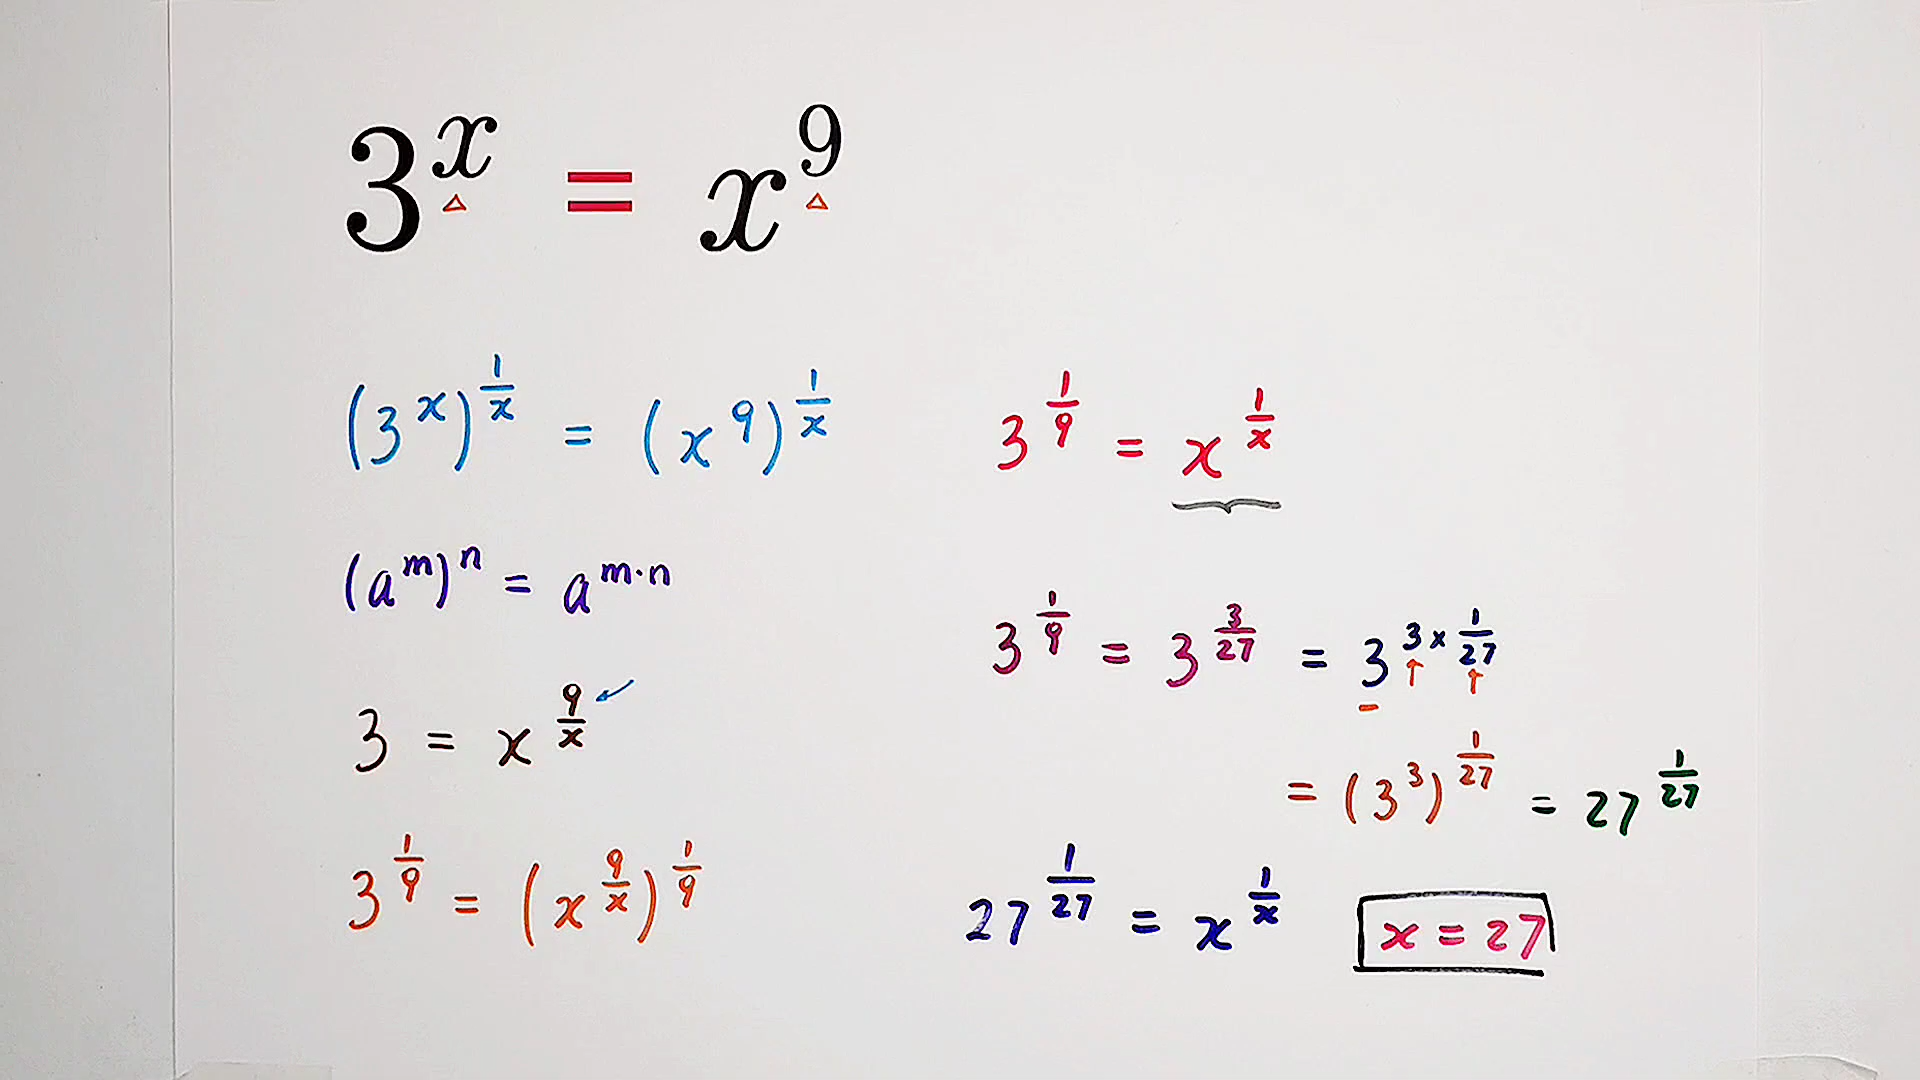 3^x = x^9
(3^x)^{1/x} = (x^9)^{1/x}
(a^m)^n = a^{m·n}
3 = x^{9/x}
3^{1/9} = (x^{9/x})^{1/9}
3^{1/9} = x^{1/x}
3^{1/9} = 3^{3/27} = 3^{3×1/27}
= (3^3)^{1/27} = 27^{1/27}
27^{1/27} = x^{1/x}
x = 27